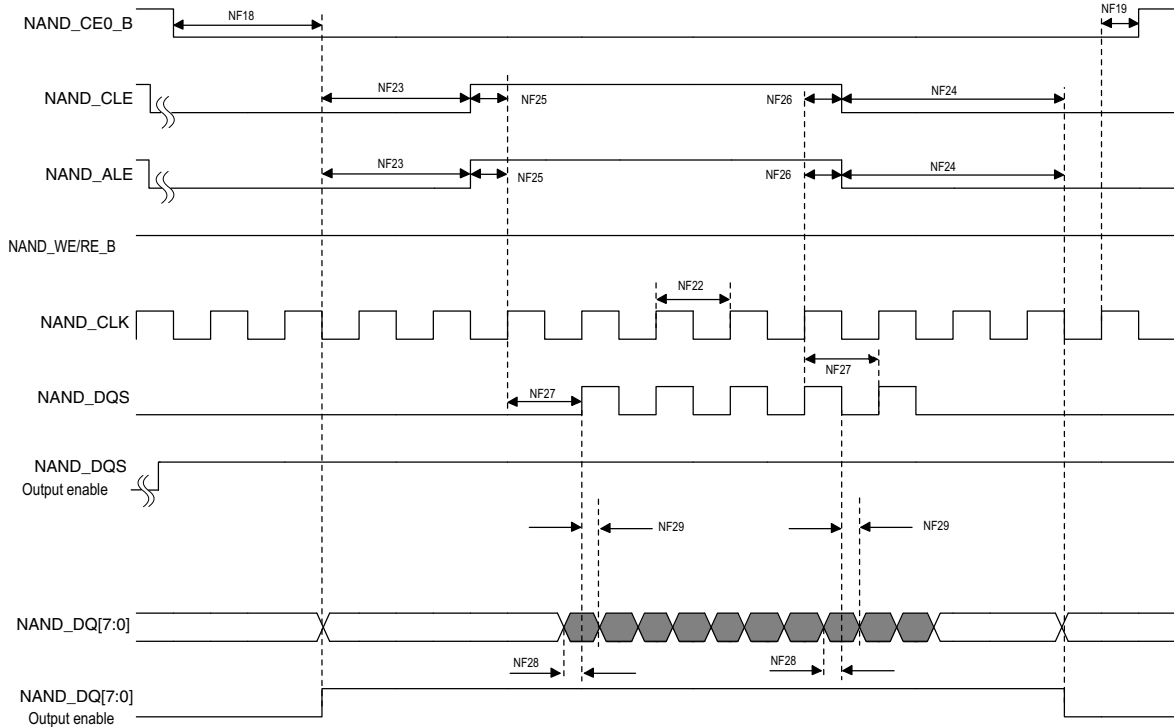 NAND_CE0_B
NF18
NF19
NAND_CLE
NF23
NF25
NF26
NF24
NAND_ALE
NF23
NF25
NF26
NF24
NAND_WE/RE_B
NAND_CLK
NF22
NF27
NAND_DQS
NF27
NAND_DQS
Output enable
NF29
NF29
NAND_DQ[7:0]
NF28
NF28
NAND_DQ[7:0]
Output enable